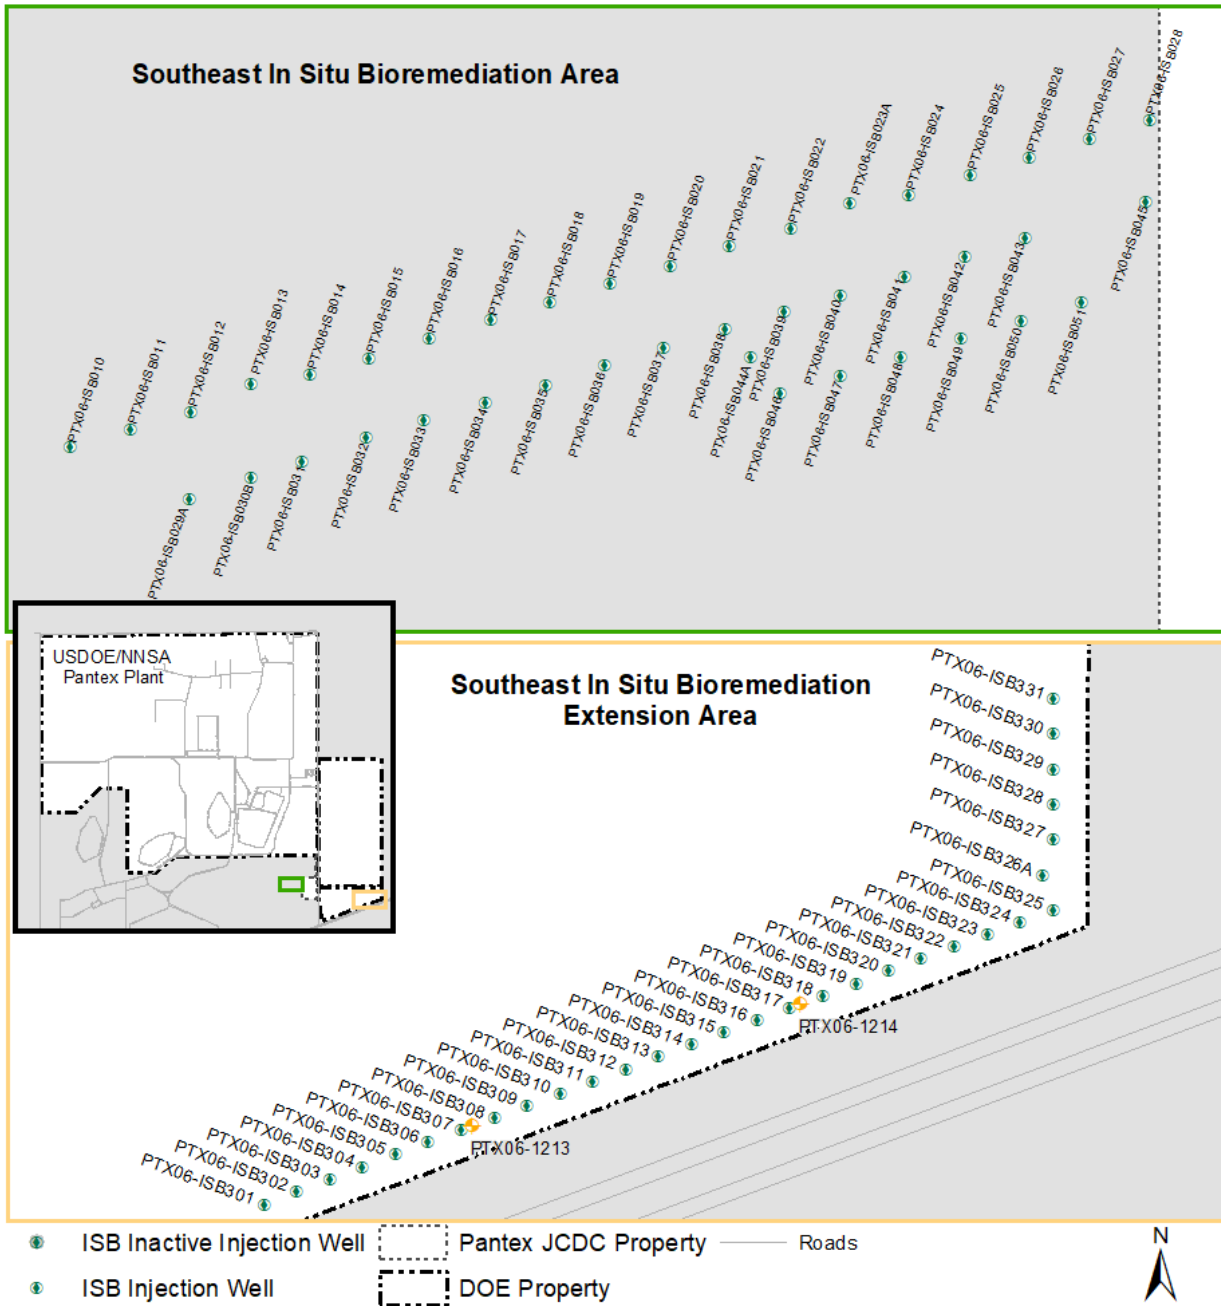 Southeast In Situ Bioremediation Area
PTX06-ISB010
PTX06-ISB011
PTX06-ISB012
PTX06-ISB013
PTX06-ISB014
PTX06-ISB015
PTX06-ISB016
PTX06-ISB017
PTX06-ISB018
PTX06-ISB019
PTX06-ISB020
PTX06-ISB021
PTX06-ISB022
PTX06-ISB023A
PTX06-ISB024
PTX06-ISB025
PTX06-ISB026
PTX06-ISB027
PTX06-ISB028
PTX06-ISB029A
PTX06-ISB030B
PTX06-ISB031
PTX06-ISB032
PTX06-ISB033
PTX06-ISB034
PTX06-ISB035
PTX06-ISB036
PTX06-ISB037
PTX06-ISB038
PTX06-ISB044A
PTX06-ISB039
PTX06-ISB046
PTX06-ISB040
PTX06-ISB047
PTX06-ISB041
PTX06-ISB048
PTX06-ISB042
PTX06-ISB049
PTX06-ISB043
PTX06-ISB050
PTX06-ISB051
PTX06-ISB045
USDOE/NNSA
Pantex Plant
Southeast In Situ Bioremediation
Extension Area
PTX06-ISB331
PTX06-ISB330
PTX06-ISB329
PTX06-ISB328
PTX06-ISB327
PTX06-ISB326A
PTX06-ISB325
PTX06-ISB324
PTX06-ISB323
PTX06-ISB322
PTX06-ISB321
PTX06-ISB320
PTX06-ISB319
PTX06-ISB318
PTX06-ISB317
PTX06-ISB316
PTX06-ISB315
PTX06-ISB314
PTX06-ISB313
PTX06-ISB312
PTX06-ISB311
PTX06-ISB310
PTX06-ISB309
PTX06-ISB308
PTX06-ISB307
PTX06-ISB306
PTX06-ISB305
PTX06-ISB304
PTX06-ISB303
PTX06-ISB302
PTX06-ISB301
PTX06-1214
PTX06-1213
ISB Inactive Injection Well
Pantex JCDC Property
Roads
N
ISB Injection Well
DOE Property